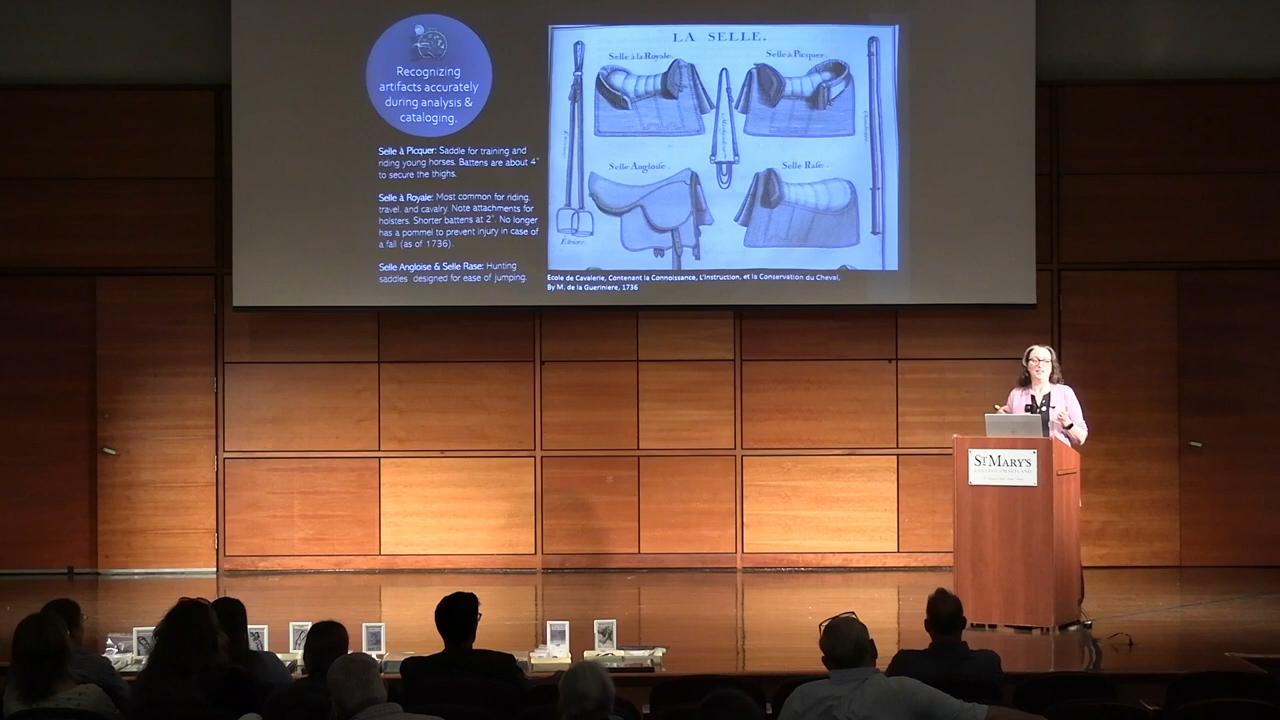 Recognizing
artifacts accurately
during analysis &
cataloging.
Selle à Picquer: Saddle for training and
riding young horses. Battens are about 4"
to secure the thighs.
Selle à Royale: Most common for riding,
travel, and cavalry. Note attachments for
holsters. Shorter battens at 2". No longer
has a pommel to prevent injury in case of
a fall (as of 1736).
Selle Angloise & Selle Rase: Hunting
saddles designed for ease of jumping.
LA SELLE.
Selle à la Royale
Selle à Picquer
Selle Angloise.
Selle Rase.
Ecole de Cavalerie, Contenant la Connoissance, L'Instruction, et la Conservation du Cheval,
By M. de la Gueriniere, 1736
ST MARY'S
COLLEGE of MARYLAND